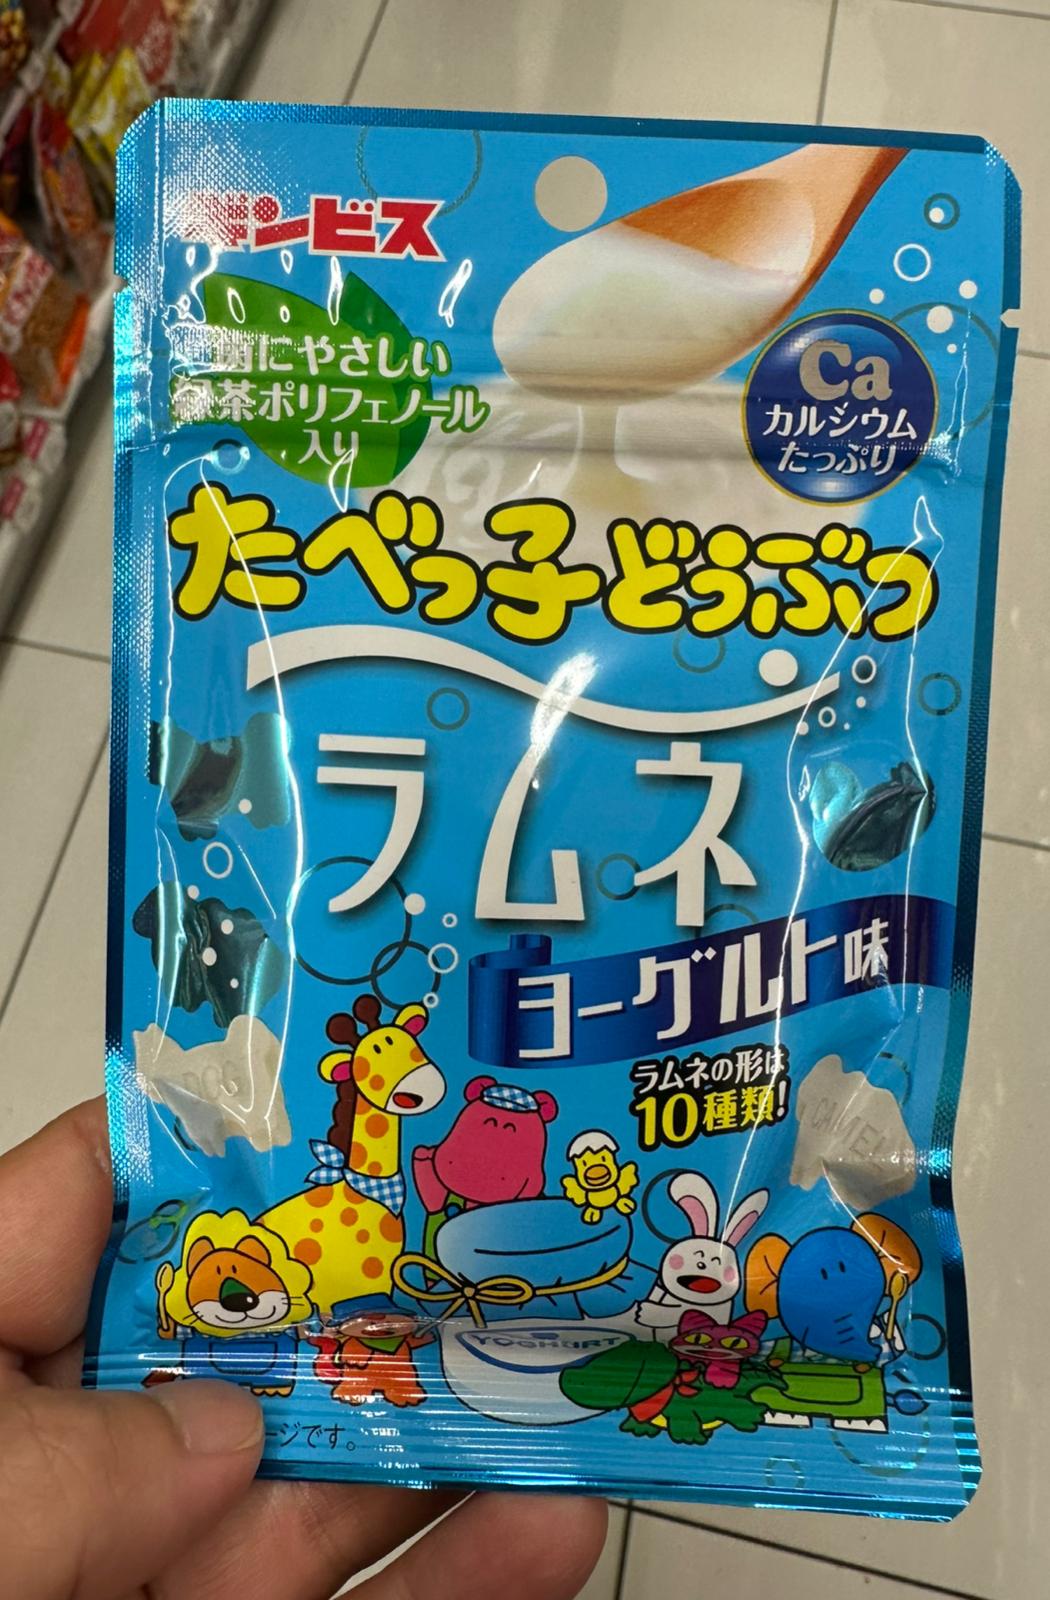 ギンビス
歯にやさしい
緑茶ポリフェノール
入り
Ca
カルシウム
たっぷり
たべっ子どうぶつ
ラムネ
ヨーグルト味
ラムネの形は
10種類!
DOG
CAMEL
YOGHURT
ージです。